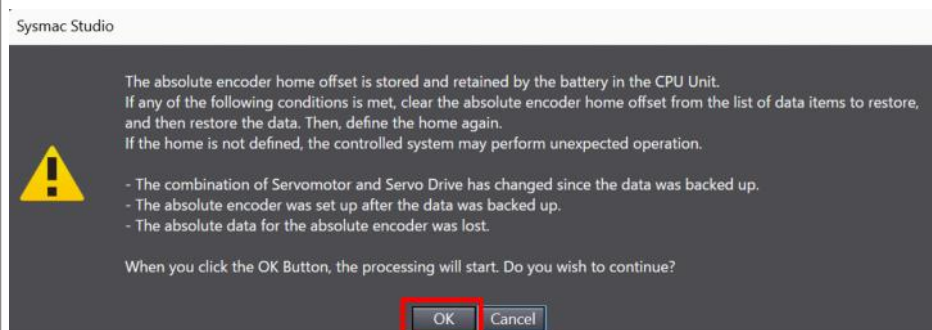 Sysmac Studio
The absolute encoder home offset is stored and retained by the battery in the CPU Unit.
If any of the following conditions is met, clear the absolute encoder home offset from the list of data items to restore,
and then restore the data. Then, define the home again.
If the home is not defined, the controlled system may perform unexpected operation.
- The combination of Servomotor and Servo Drive has changed since the data was backed up.
- The absolute encoder was set up after the data was backed up.
- The absolute data for the absolute encoder was lost.
When you click the OK Button, the processing will start. Do you wish to continue?
OK Cancel